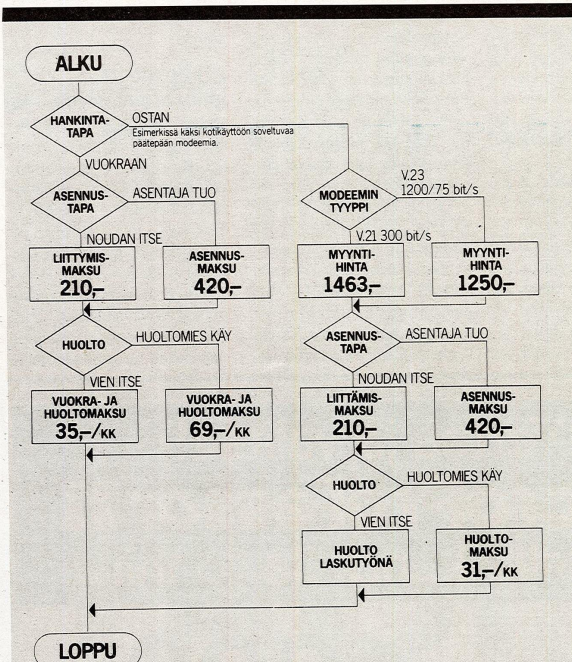 ALKU
HANKINTA-
TAPA
OSTAN
Esimerkissä kaksi kotikäyttöön soveltuvaa
päätepään modeemia.
VUOKRAAN
ASENNUS-
TAPA
ASENTAJA TUO
NOUDAN ITSE
LIITTYMIS-
MAKSU
210,–
ASENNUS-
MAKSU
420,–
HUOLTO
HUOLTOMIES KÄY
VIEN ITSE
VUOKRA- JA
HUOLTOMAKSU
35,–/KK
VUOKRA- JA
HUOLTOMAKSU
69,–/KK
MODEEMIN
TYYPPI
V.23
1200/75 bit/s
V.21 300 bit/s
MYYNTI-
HINTA
1463,–
MYYNTI-
HINTA
1250,–
ASENNUS-
TAPA
ASENTAJA TUO
NOUDAN ITSE
LIITTÄMIS-
MAKSU
210,–
ASENNUS-
MAKSU
420,–
HUOLTO
HUOLTOMIES KÄY
VIEN ITSE
HUOLTO
LASKUTYÖNÄ
HUOLTO-
MAKSU
31,–/KK
LOPPU